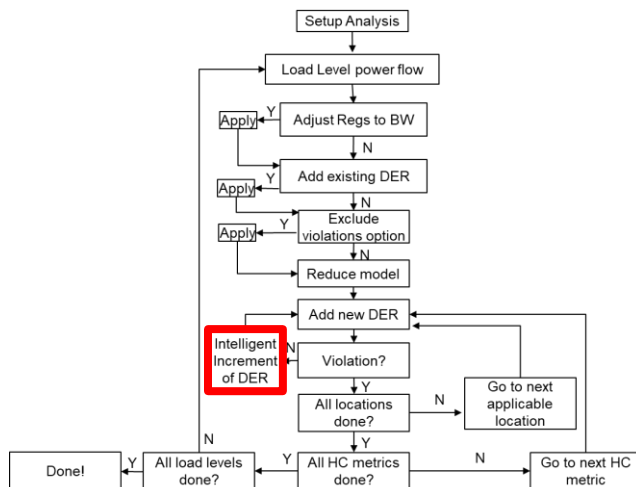 Setup Analysis
Load Level power flow
Apply
Y
Adjust Regs to BW
N
Apply
Y
Add existing DER
N
Apply
Y
Exclude
violations option
N
Reduce model
Add new DER
Intelligent
Increment
of DER
N
Violation?
Y
All locations
done?
N
Go to next
applicable
location
Y
N
Done!
Y
All load levels
done?
Y
All HC metrics
done?
N
Go to next HC
metric